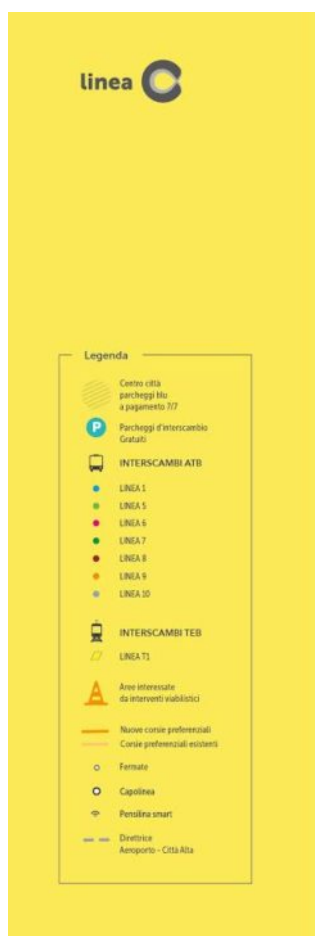 linea C
Legenda
Centro città
parcheggi blu
a pagamento 7/7
P
Parcheggi d'interscambio
Gratuiti
INTERSCAMBI ATB
LINEA 1
LINEA 5
LINEA 6
LINEA 7
LINEA 8
LINEA 9
LINEA 10
INTERSCAMBI TEB
LINEA T1
Aree interessate
da interventi viabilistici
Nuove corsie preferenziali
Corsie preferenziali esistenti
Fermate
Capolinea
Pensilina smart
Direttrice
Aeroporto - Città Alta